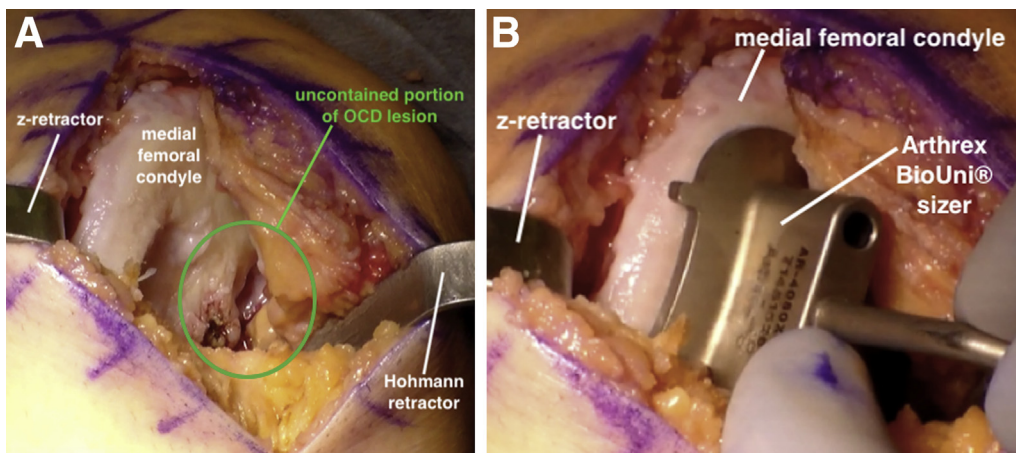 A
z-retractor
medial
femoral
condyle
uncontained portion
of OCD lesion
Hohmann
retractor
B
medial femoral condyle
z-retractor
Arthrex
BioUni®
sizer